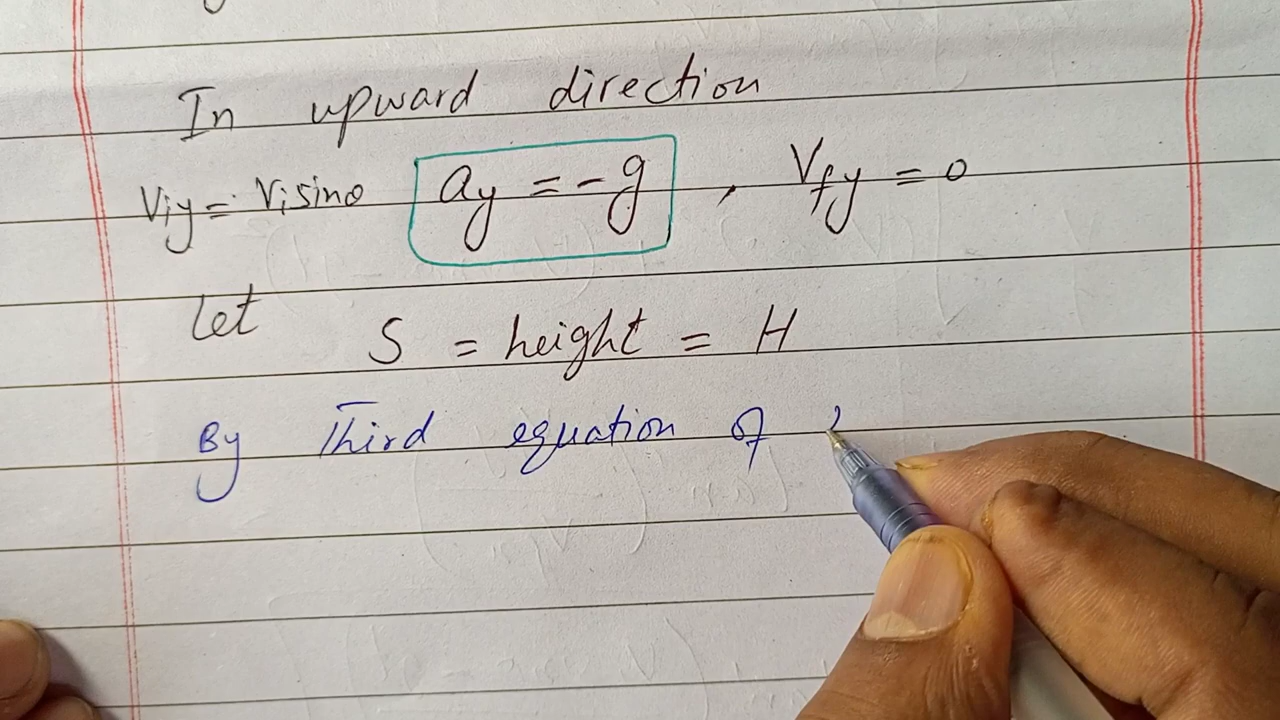 In upward direction
Viy = Visinθ ay = -g , Vfy = 0
Let S = height = H
By Third equation of